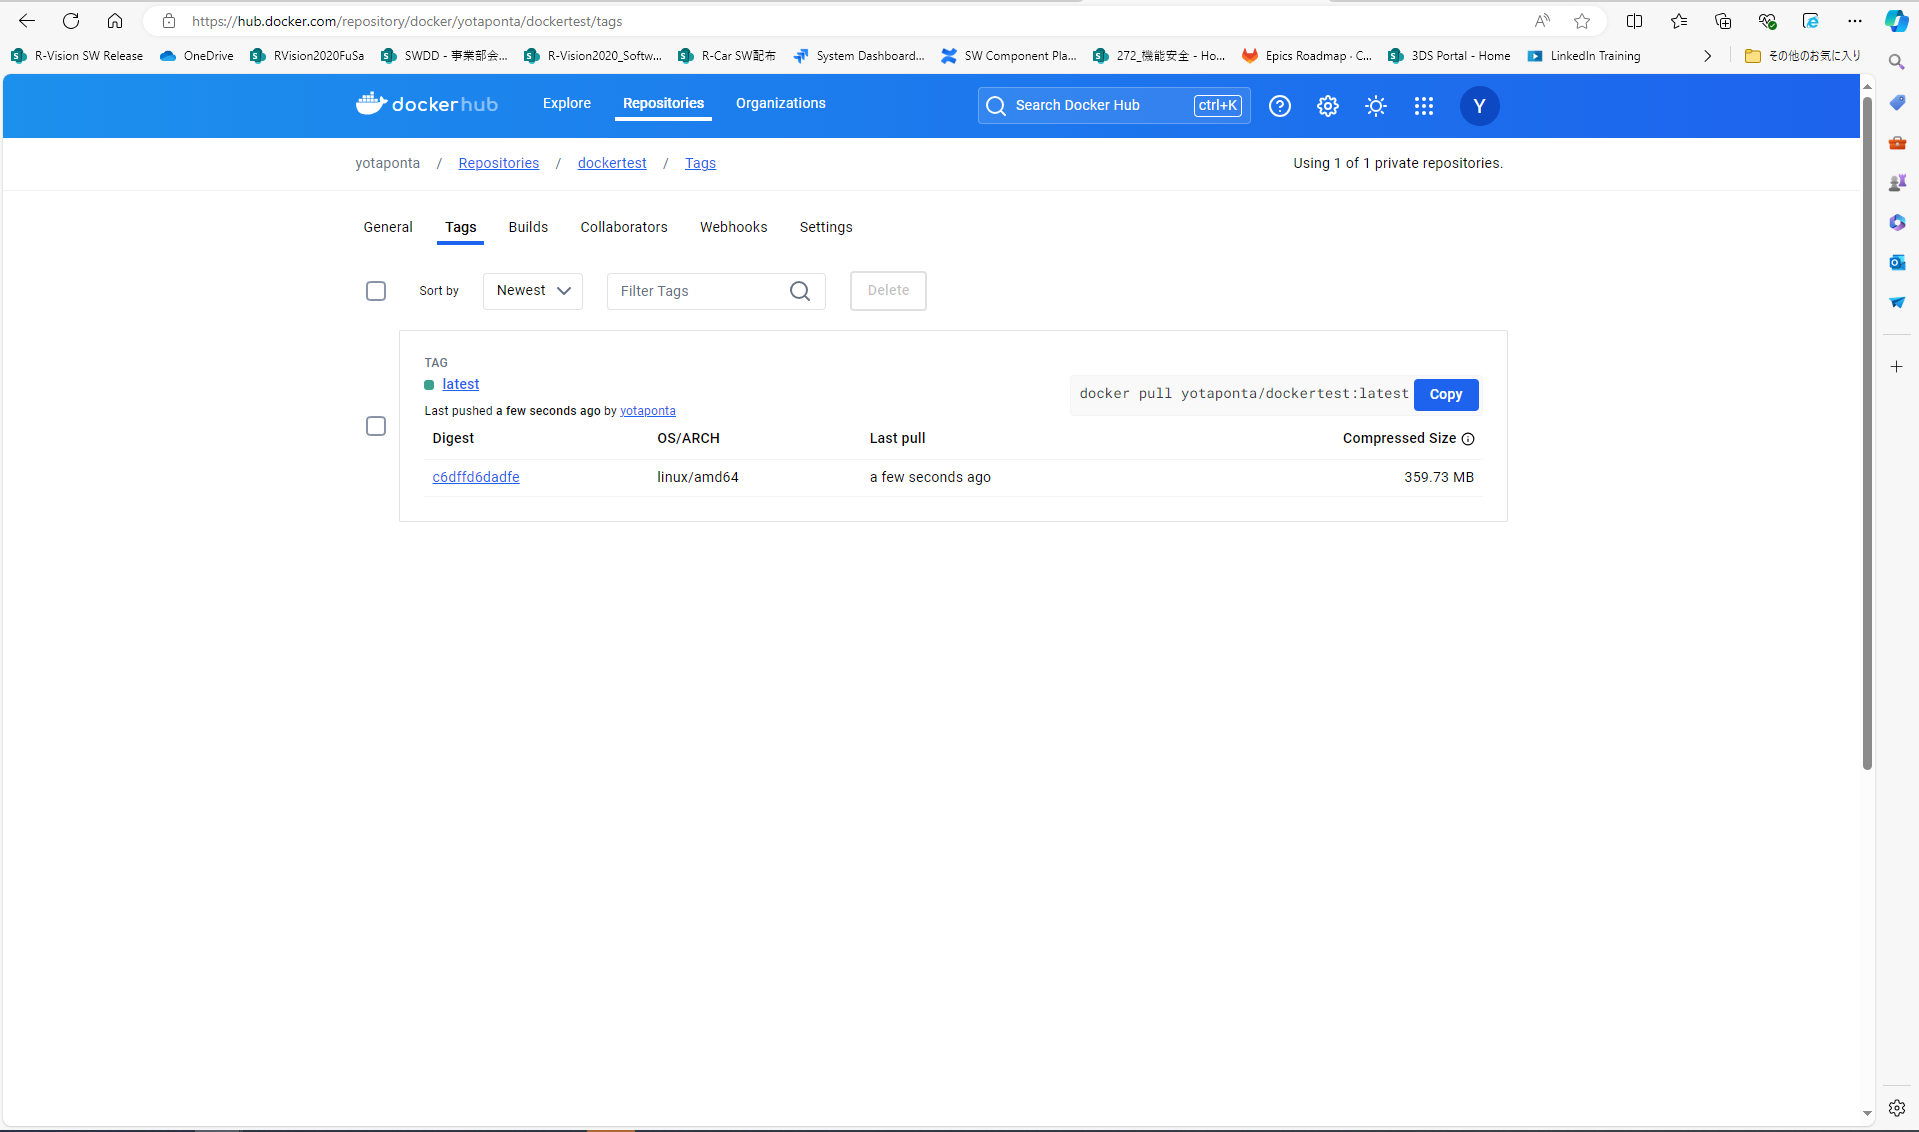 https://hub.docker.com/repository/docker/yotaponta/dockertest/tags
R-Vision SW Release OneDrive RVision2020FuSa SWDD - 事業部会... R-Vision2020_Softw... R-Car SW配布 System Dashboard... SW Component Pla... 272_機能安全 - Ho... Epics Roadmap · C... 3DS Portal - Home LinkedIn Training その他のお気に入り
dockerhub Explore Repositories Organizations Search Docker Hub ctrl+K Y
yotaponta / Repositories / dockertest / Tags Using 1 of 1 private repositories.
General Tags Builds Collaborators Webhooks Settings
Sort by Newest Filter Tags Delete
TAG
latest
docker pull yotaponta/dockertest:latest Copy
Last pushed a few seconds ago by yotaponta
Digest OS/ARCH Last pull Compressed Size
c6dffd6dadfe linux/amd64 a few seconds ago 359.73 MB